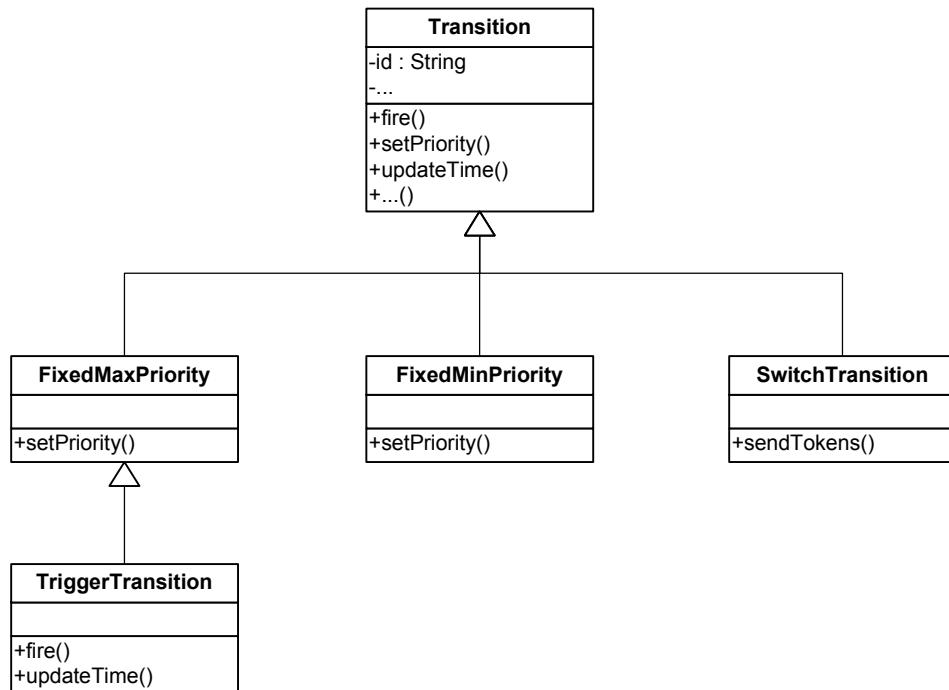 Transition
-id : String
-...
+fire()
+setPriority()
+updateTime()
+...()
FixedMaxPriority
+setPriority()
FixedMinPriority
+setPriority()
SwitchTransition
+sendTokens()
TriggerTransition
+fire()
+updateTime()